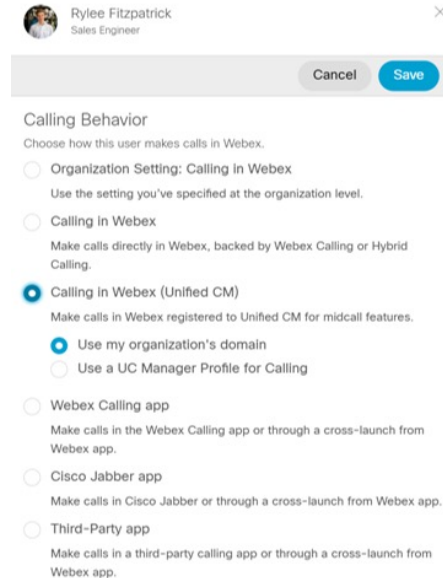 Rylee Fitzpatrick
Sales Engineer
Cancel
Save
Calling Behavior
Choose how this user makes calls in Webex.
Organization Setting: Calling in Webex
Use the setting you've specified at the organization level.
Calling in Webex
Make calls directly in Webex, backed by Webex Calling or Hybrid
Calling.
Calling in Webex (Unified CM)
Make calls in Webex registered to Unified CM for midcall features.
Use my organization's domain
Use a UC Manager Profile for Calling
Webex Calling app
Make calls in the Webex Calling app or through a cross-launch from
Webex app.
Cisco Jabber app
Make calls in Cisco Jabber or through a cross-launch from Webex app.
Third-Party app
Make calls in a third-party calling app or through a cross-launch from
Webex app.